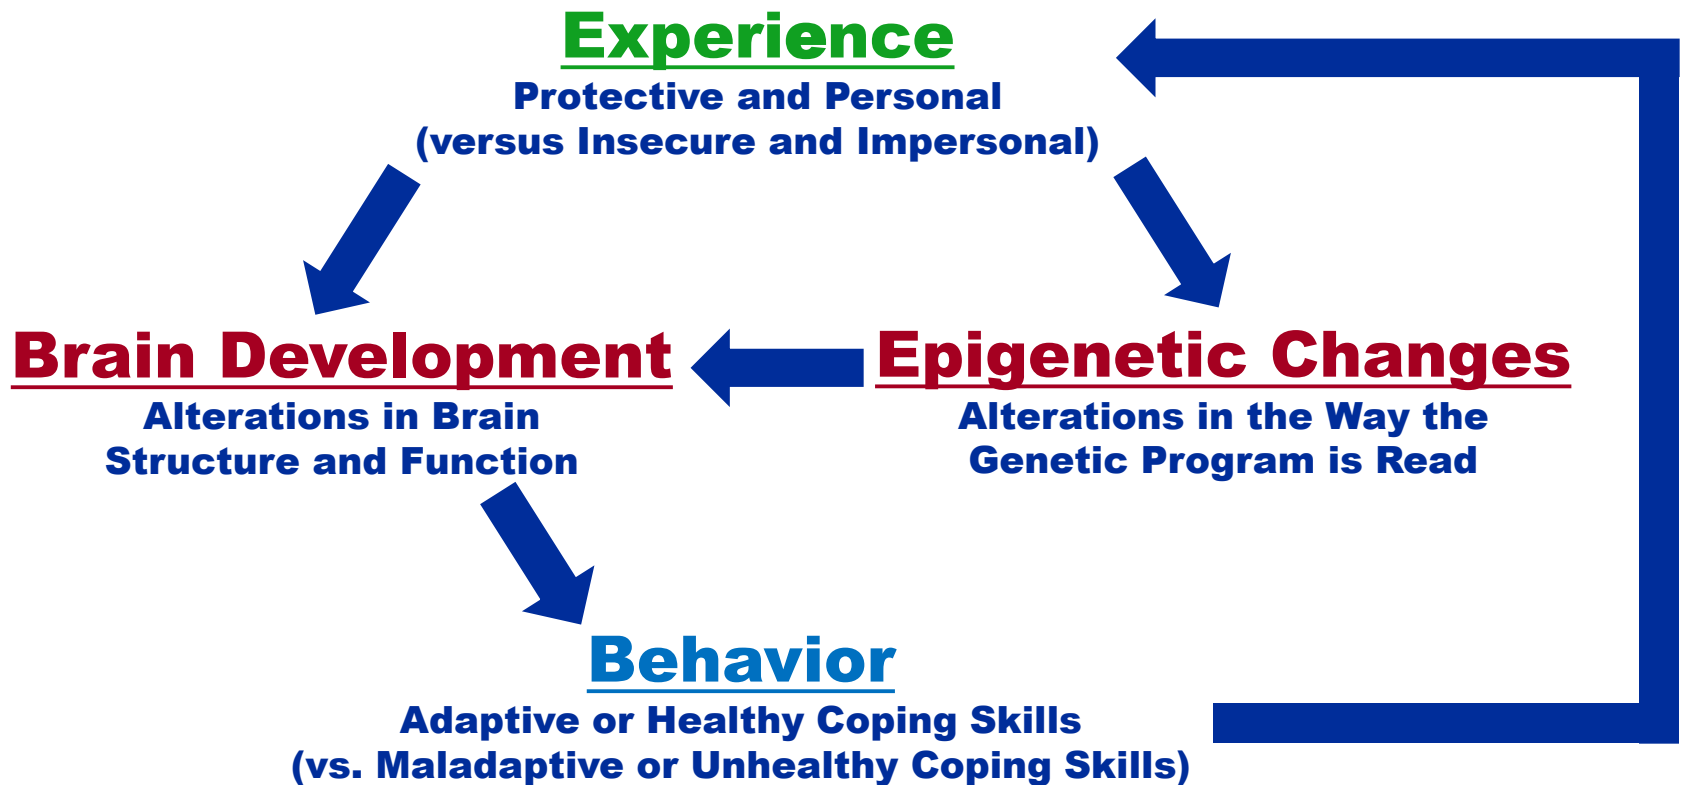 Experience
Protective and Personal
(versus Insecure and Impersonal)
Brain Development
Alterations in Brain
Structure and Function
Epigenetic Changes
Alterations in the Way the
Genetic Program is Read
Behavior
Adaptive or Healthy Coping Skills
(vs. Maladaptive or Unhealthy Coping Skills)